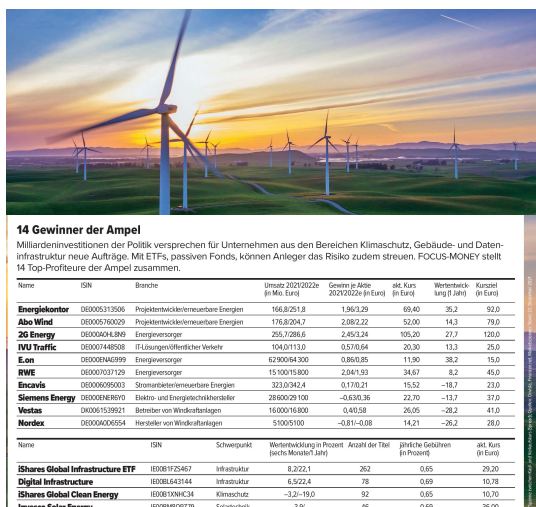 14 Gewinner der Ampel
Milliardeninvestitionen der Politik versprechen für Unternehmen aus den Bereichen Klimaschutz, Gebäude- und Daten-
infrastruktur neue Aufträge. Mit ETFs, passiven Fonds, können Anleger das Risiko zudem streuen. FOCUS-MONEY stellt
14 Top-Profiteure der Ampel zusammen.
Name ISIN Branche Umsatz 2021/2022e (in Mio. Euro) Gewinn je Aktie 2021/2022e (in Euro) akt. Kurs (in Euro) Wertentwick- lung (1 Jahr) Kursziel (in Euro)
Energiekontor DE0005313506 Projektentwickler/erneuerbare Energien 166,8/251,8 1,96/3,29 69,40 35,2 92,0
Abo Wind DE0005760029 Projektentwickler/erneuerbare Energien 176,8/204,7 2,08/2,22 52,00 14,3 79,0
2G Energy DE000A0HL8N9 Energieversorger 255,7/286,6 2,45/3,24 105,20 27,7 120,0
IVU Traffic DE0007448508 IT-Lösungen/öffentlicher Verkehr 104,0/113,0 0,57/0,64 20,30 13,3 25,0
E.on DE000ENAG999 Energieversorger 62900/64300 0,86/0,85 11,90 38,2 15,0
RWE DE0007037129 Energieversorger 15100/15800 2,04/1,93 34,67 8,2 45,0
Encavis DE0006095003 Stromanbieter/erneuerbare Energien 323,0/342,4 0,17/0,21 15,52 –18,7 23,0
Siemens Energy DE000ENER6Y0 Elektro- und Energietechnikhersteller 28600/29100 –0,63/0,36 22,70 –13,7 37,0
Vestas DK0061539921 Betreiber von Windkraftanlagen 16000/16800 0,4/0,58 26,05 –28,2 41,0
Nordex DE000A0D6554 Hersteller von Windkraftanlagen 5100/5100 –0,81/–0,08 14,21 –26,2 28,0
Name ISIN Schwerpunkt Wertentwicklung in Prozent (sechs Monate/1 Jahr) Anzahl der Titel jährliche Gebühren (in Prozent) akt. Kurs (in Euro)
iShares Global Infrastructure ETF IE00B1FZS467 Infrastruktur 8,2/22,1 262 0,65 29,20
Digital Infrastructure IE00BL643144 Infrastruktur 6,5/22,4 78 0,69 10,78
iShares Global Clean Energy IE00B1XNHC34 Klimaschutz –3,2/–19,0 92 0,65 10,70
Invesco Solar Energy Solartechnik 46 0,69 26,00